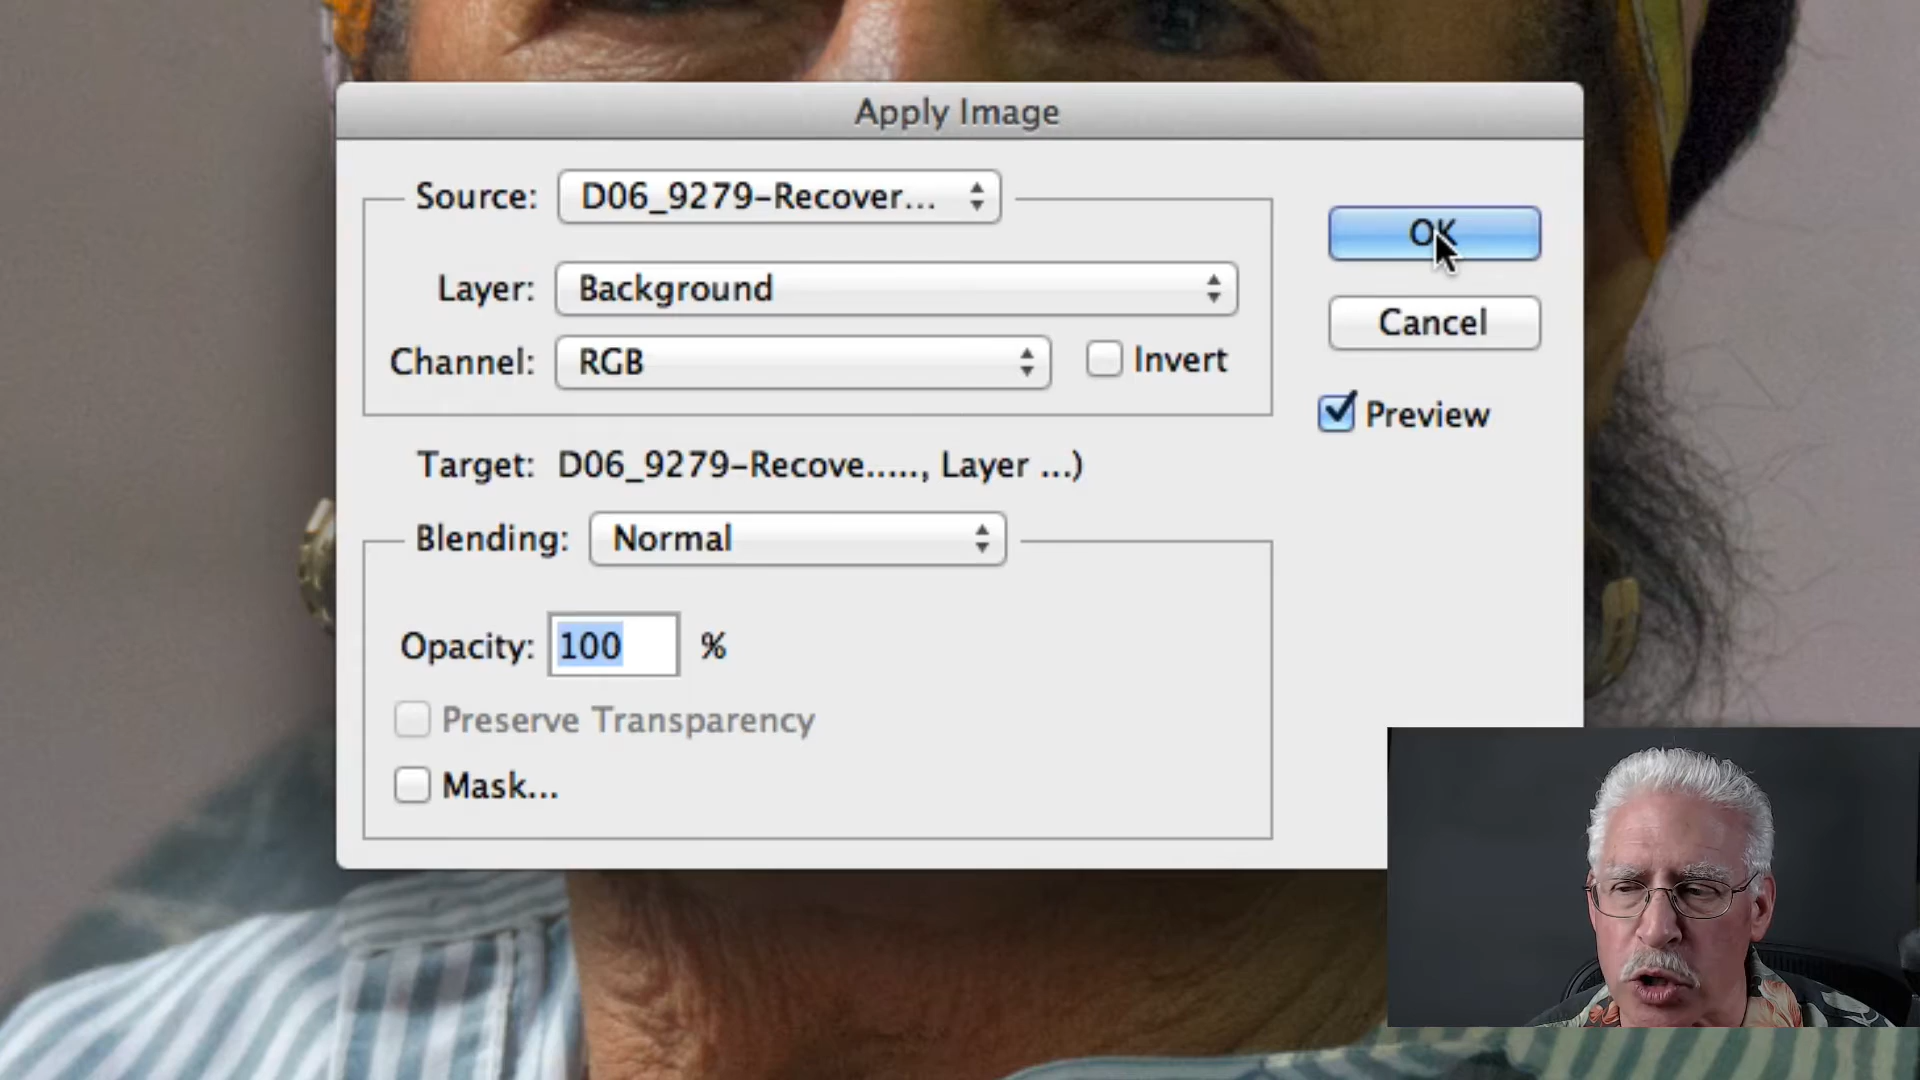 Apply Image
Source: D06_9279-Recover...
OK
Layer: Background
Cancel
Channel: RGB
Invert
Preview
Target: D06_9279-Recove....., Layer ...)
Blending: Normal
Opacity: 100 %
Preserve Transparency
Mask...